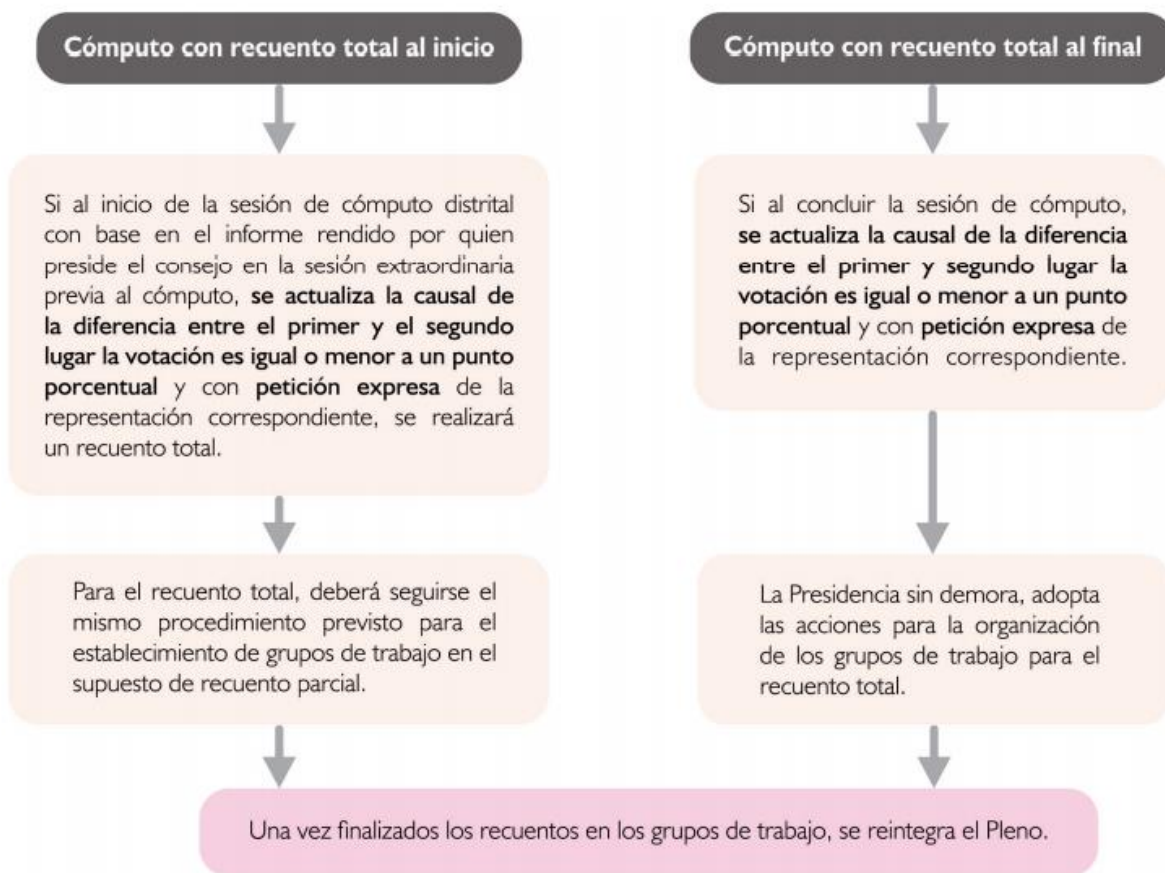 Cómputo con recuento total al inicio
Si al inicio de la sesión de cómputo distrital
con base en el informe rendido por quien
preside el consejo en la sesión extraordinaria
previa al cómputo, se actualiza la causal de
la diferencia entre el primer y el segundo
lugar la votación es igual o menor a un punto
porcentual y con petición expresa de la
representación correspondiente, se realizará
un recuento total.
Para el recuento total, deberá seguirse el
mismo procedimiento previsto para el
establecimiento de grupos de trabajo en el
supuesto de recuento parcial.
Cómputo con recuento total al final
Si al concluir la sesión de cómputo,
se actualiza la causal de la diferencia
entre el primer y segundo lugar la
votación es igual o menor a un punto
porcentual y con petición expresa de
la representación correspondiente.
La Presidencia sin demora, adopta
las acciones para la organización
de los grupos de trabajo para el
recuento total.
Una vez finalizados los recuentos en los grupos de trabajo, se reintegra el Pleno.